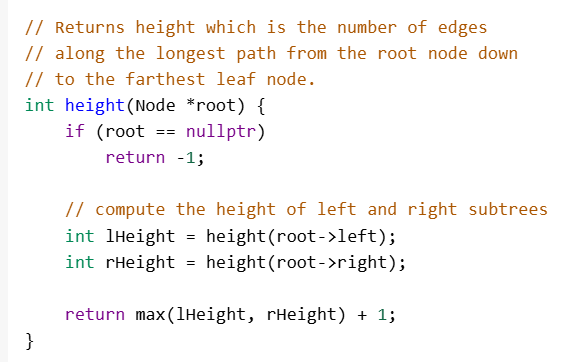 // Returns height which is the number of edges
// along the longest path from the root node down
// to the farthest leaf node.
int height(Node *root) {
    if (root == nullptr)
        return -1;

    // compute the height of left and right subtrees
    int lHeight = height(root->left);
    int rHeight = height(root->right);

    return max(lHeight, rHeight) + 1;
}